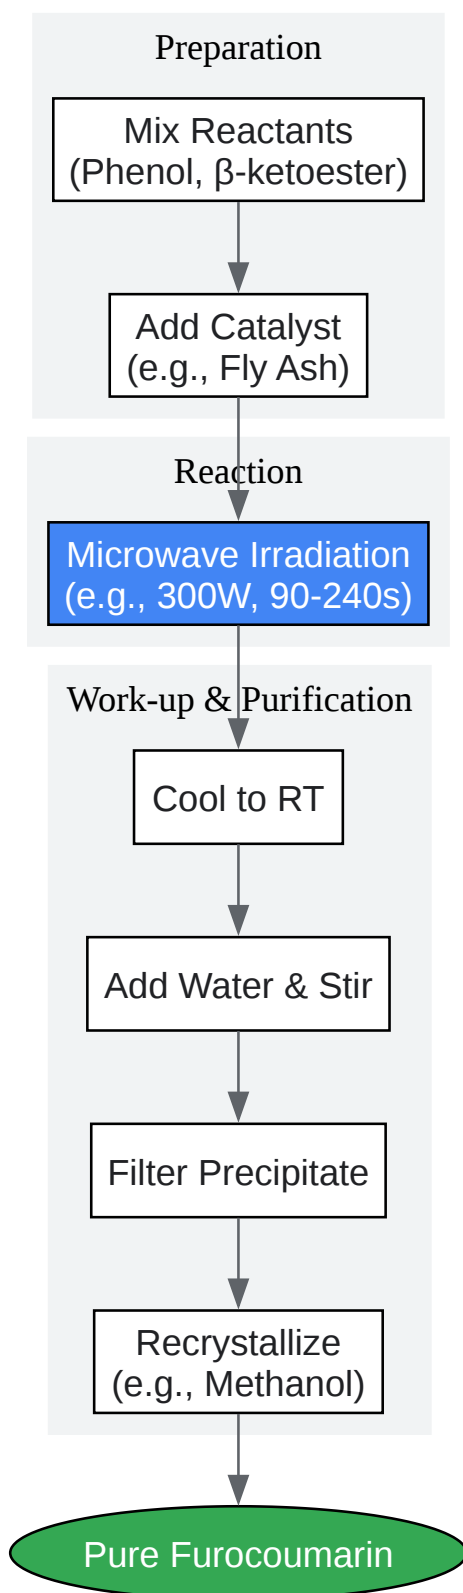 Preparation
Mix Reactants
(Phenol, β-ketoester)
Add Catalyst
(e.g., Fly Ash)
Reaction
Microwave Irradiation
(e.g., 300W, 90-240s)
Work-up & Purification
Cool to RT
Add Water & Stir
Filter Precipitate
Recrystallize
(e.g., Methanol)
Pure Furocoumarin